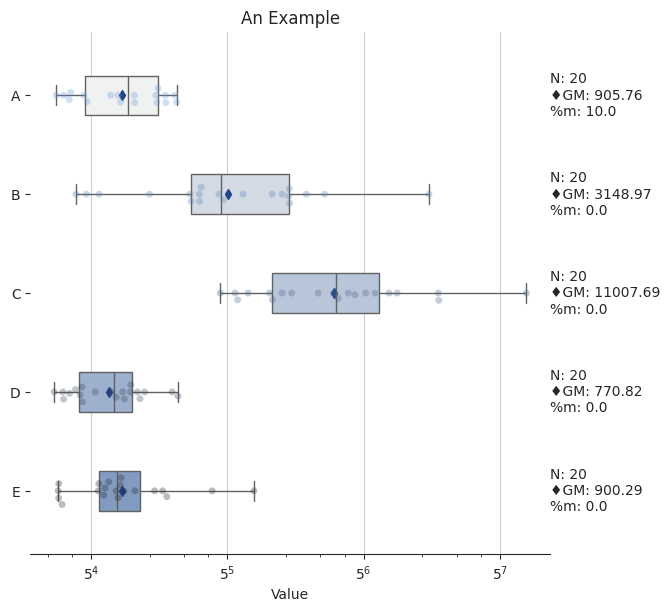 An Example
A
N: 20
♦GM: 905.76
%m: 10.0
B
N: 20
♦GM: 3148.97
%m: 0.0
C
N: 20
♦GM: 11007.69
%m: 0.0
D
N: 20
♦GM: 770.82
%m: 0.0
E
N: 20
♦GM: 900.29
%m: 0.0
5⁴ 5⁵ 5⁶ 5⁷
Value